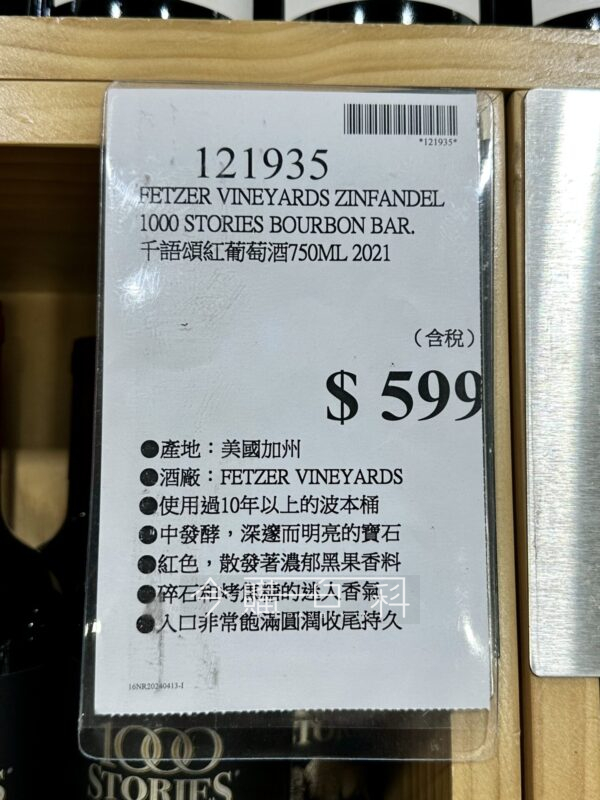 *121935*
121935
FETZER VINEYARDS ZINFANDEL
1000 STORIES BOURBON BAR.
千語頌紅葡萄酒750ML 2021
（含稅）
$ 599
●產地：美國加州
●酒廠：FETZER VINEYARDS
●使用過10年以上的波本桶
●中發酵，深邃而明亮的寶石
●紅色，散發著濃郁黑果香料
●碎石和烤焦糖的迷人香氣
●入口非常飽滿圓潤收尾持久
16NR20240413-1
1000
STORIES